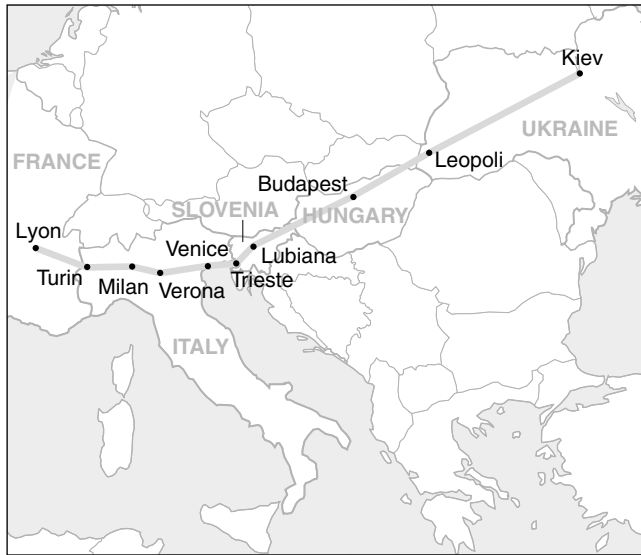 Kiev
UKRAINE
FRANCE
Leopoli
Budapest
SLOVENIA
HUNGARY
Lyon
Venice
Lubiana
Turin
Milan
Verona
Trieste
ITALY